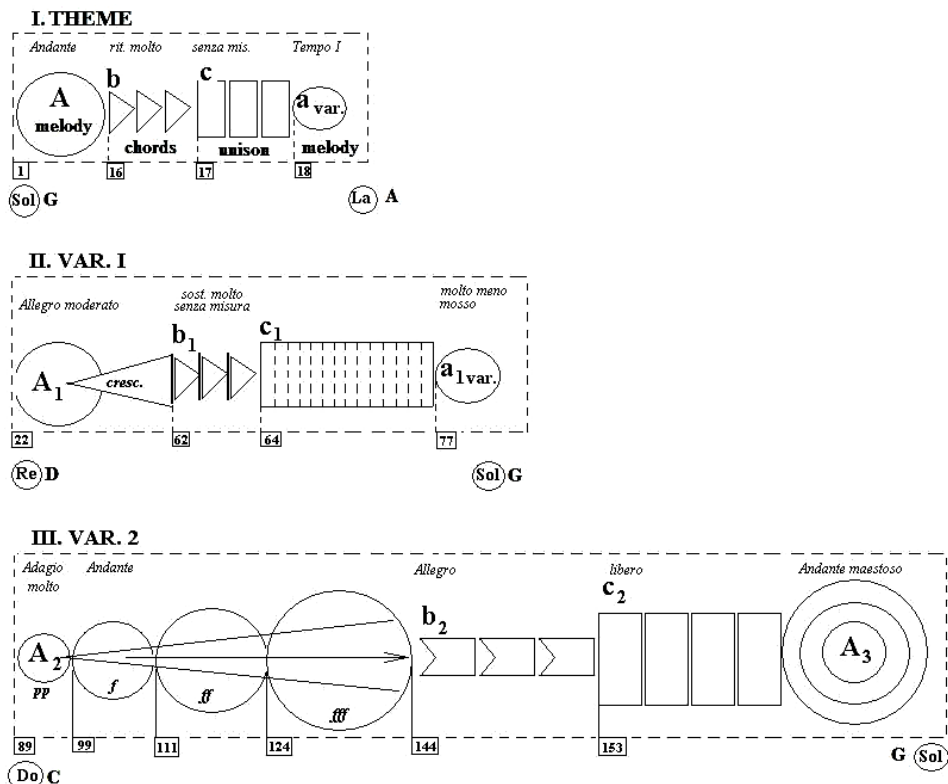 I. THEME
Andante rit. molto senza mis. Tempo I
A b c a var.
melody chords unison melody
1 16 17 18
Sol G La A
II. VAR. I
Allegro moderato sost. molto senza misura molto meno mosso
A1 cresc. b1 c1 a1var.
22 62 64 77
Re D Sol G
III. VAR. 2
Adagio molto Andante Allegro libero Andante maestoso
A2 b2 c2 A3
pp f ff fff
89 99 111 124 144 153
Do C G Sol